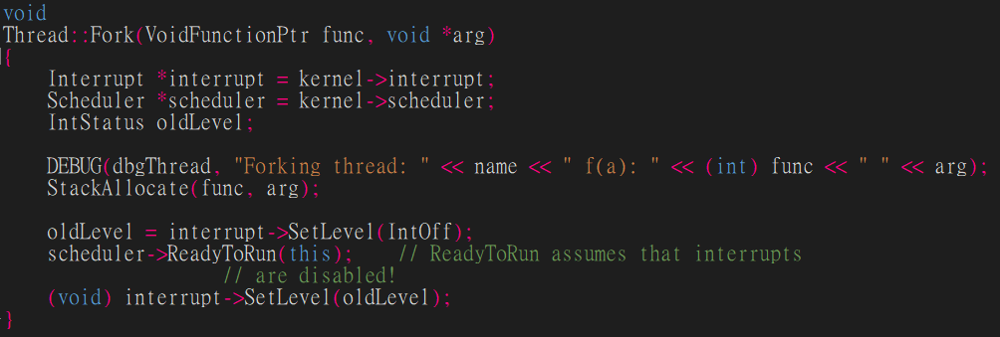 void
Thread::Fork(VoidFunctionPtr func, void *arg)
{
    Interrupt *interrupt = kernel->interrupt;
    Scheduler *scheduler = kernel->scheduler;
    IntStatus oldLevel;
    DEBUG(dbgThread, "Forking thread: " << name << " f(a): " << (int) func << " " << arg);
    StackAllocate(func, arg);
    oldLevel = interrupt->SetLevel(IntOff);
    scheduler->ReadyToRun(this);    // ReadyToRun assumes that interrupts
                    // are disabled!
    (void) interrupt->SetLevel(oldLevel);
}